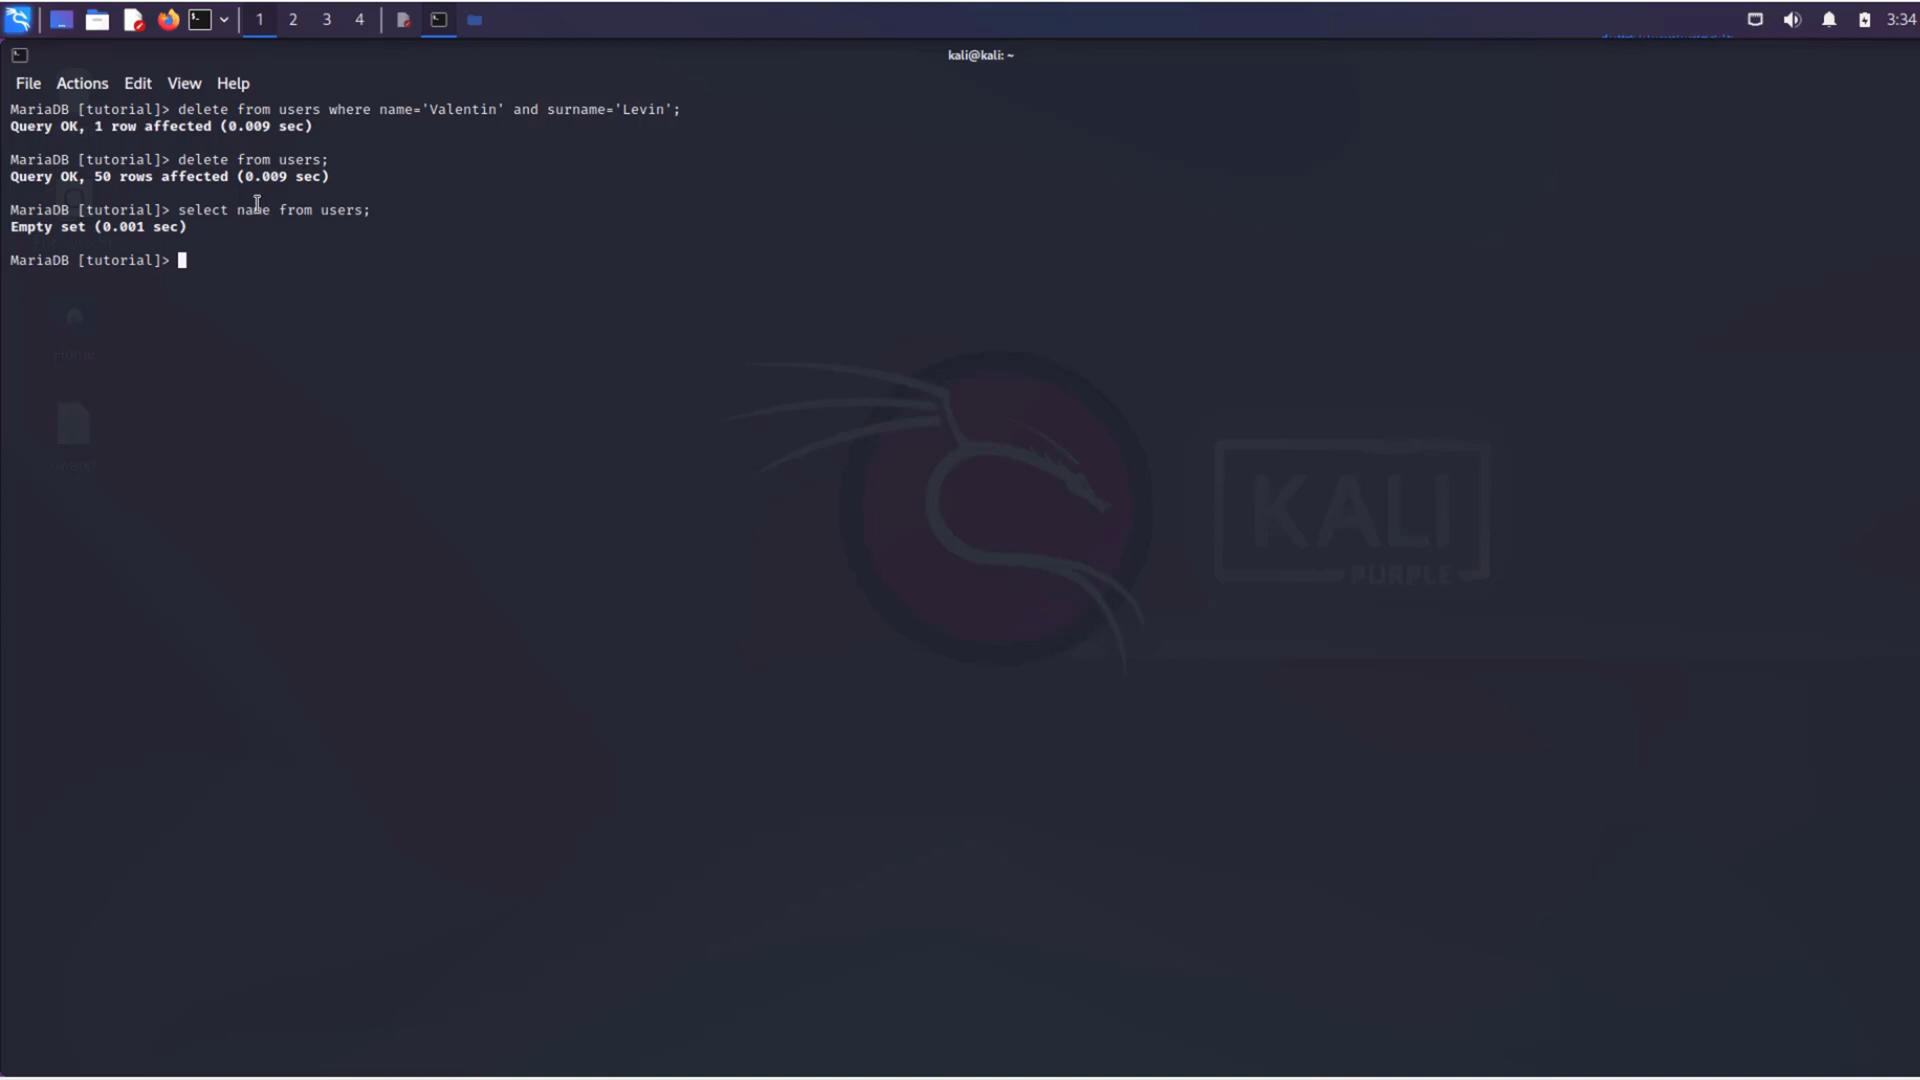 1 2 3 4
3:34
kali@kali: ~
File Actions Edit View Help
MariaDB [tutorial]> delete from users where name='Valentin' and surname='Levin';
Query OK, 1 row affected (0.009 sec)
MariaDB [tutorial]> delete from users;
Query OK, 50 rows affected (0.009 sec)
MariaDB [tutorial]> select name from users;
Empty set (0.001 sec)
MariaDB [tutorial]>
Home
KALI
PURPLE